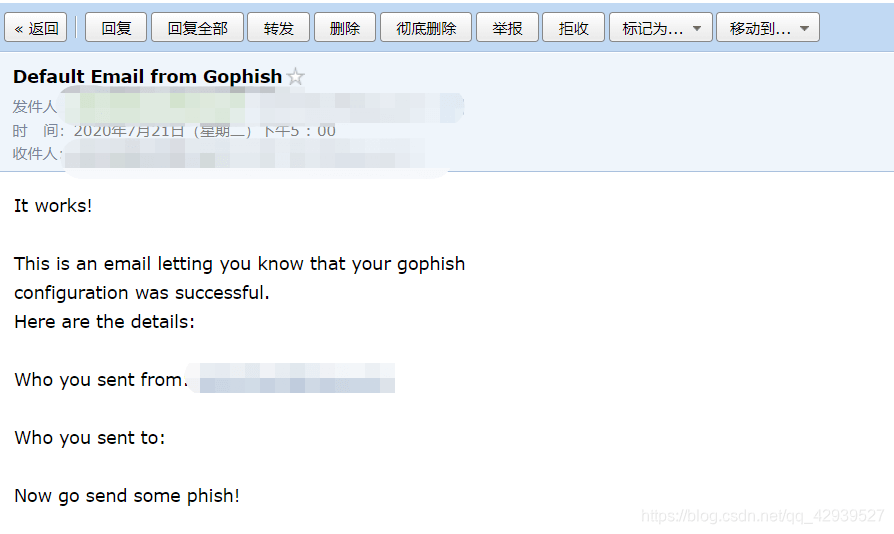 « 返回 回复 回复全部 转发 删除 彻底删除 举报 拒收 标记为... 移动到...
Default Email from Gophish
发件人
时 间: 2020年7月21日 (星期二) 下午5:00
收件人:
It works!
This is an email letting you know that your gophish
configuration was successful.
Here are the details:
Who you sent from:
Who you sent to:
Now go send some phish!
https://blog.csdn.net/qq_42939527